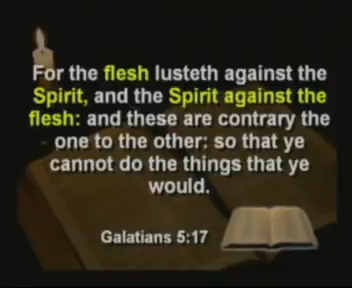 For the flesh lusteth against the
Spirit, and the Spirit against the
flesh: and these are contrary the
one to the other: so that ye
cannot do the things that ye
would.
Galatians 5:17